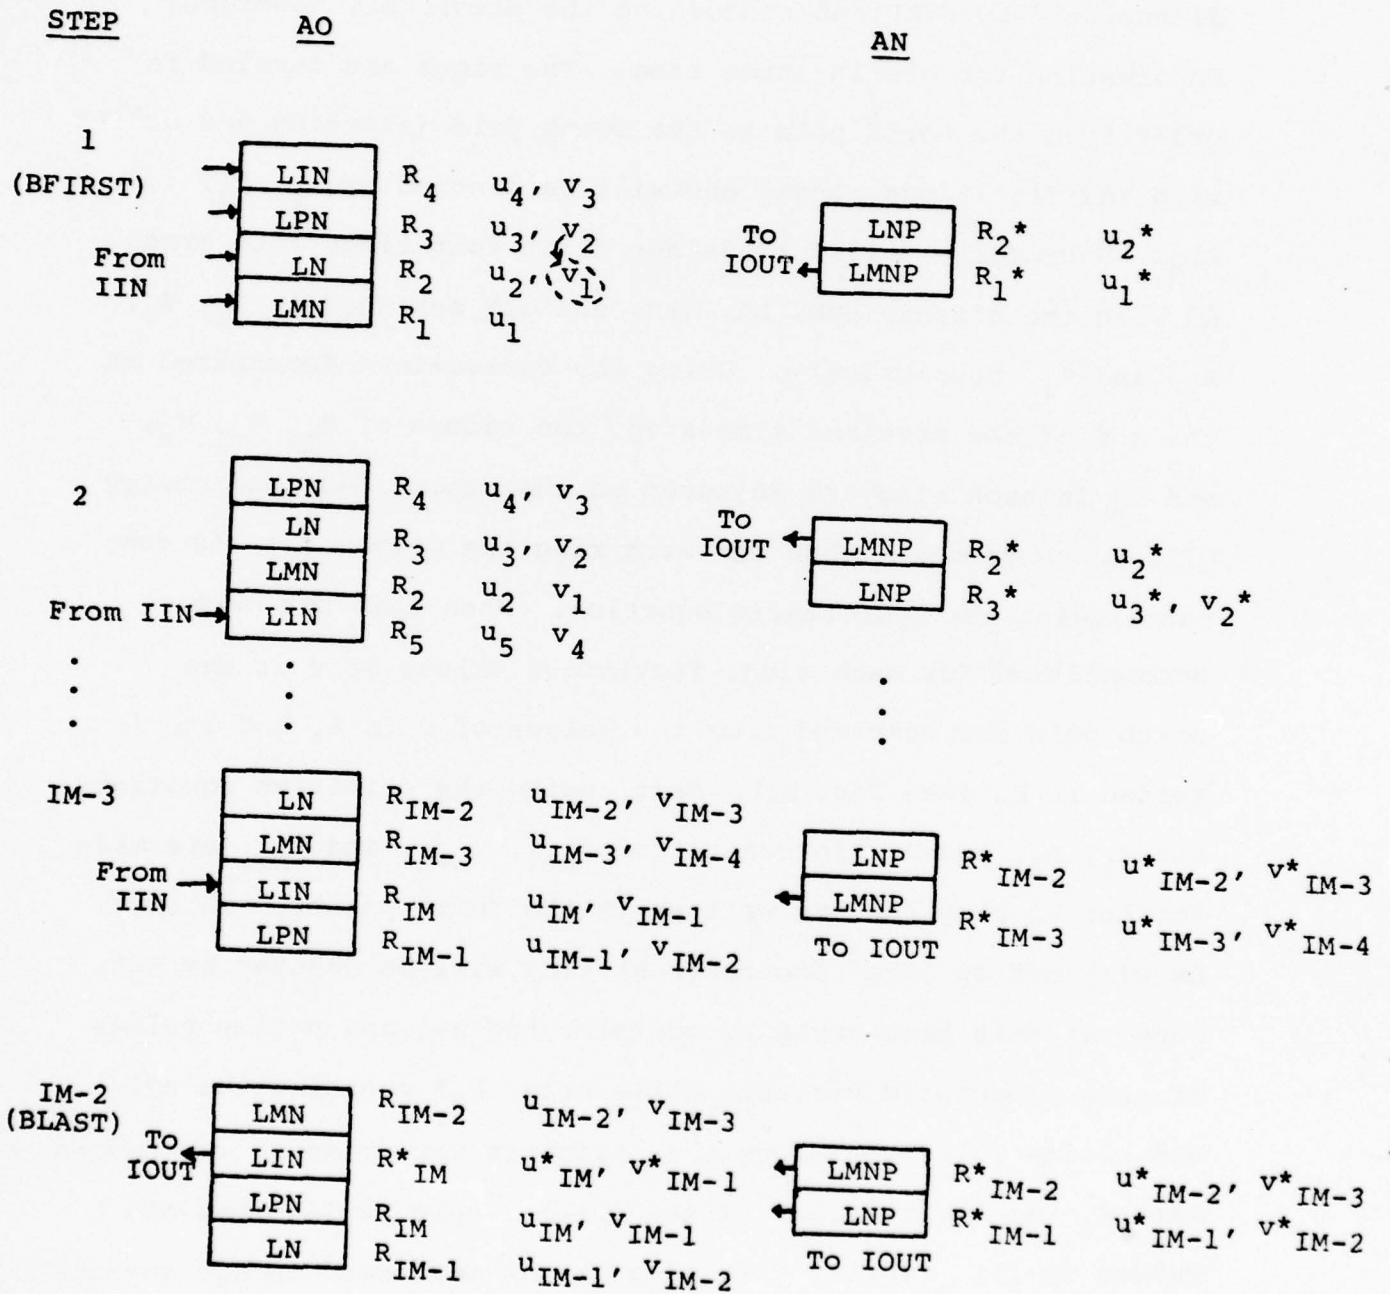 STEP AO AN
1
(BFIRST)
From
IIN
LIN R4 u4, v3
LPN R3 u3, v2
LN R2 u2, v1
LMN R1 u1
To
IOUT
LNP R2* u2*
LMNP R1* u1*
2
From IIN
LPN R4 u4, v3
LN R3 u3, v2
LMN R2 u2 v1
LIN R5 u5 v4
To
IOUT
LMNP R2* u2*
LNP R3* u3*, v2*
IM-3
From
IIN
LN RIM-2 uIM-2, vIM-3
LMN RIM-3 uIM-3, vIM-4
LIN RIM uIM, vIM-1
LPN RIM-1 uIM-1, vIM-2
LNP R*IM-2 u*IM-2, v*IM-3
LMNP R*IM-3 u*IM-3, v*IM-4
To IOUT
IM-2
(BLAST)
To
IOUT
LMN RIM-2 uIM-2, vIM-3
LIN R*IM u*IM, v*IM-1
LPN RIM uIM, vIM-1
LN RIM-1 uIM-1, vIM-2
LMNP R*IM-2 u*IM-2, v*IM-3
LNP R*IM-1 u*IM-1, v*IM-2
To IOUT